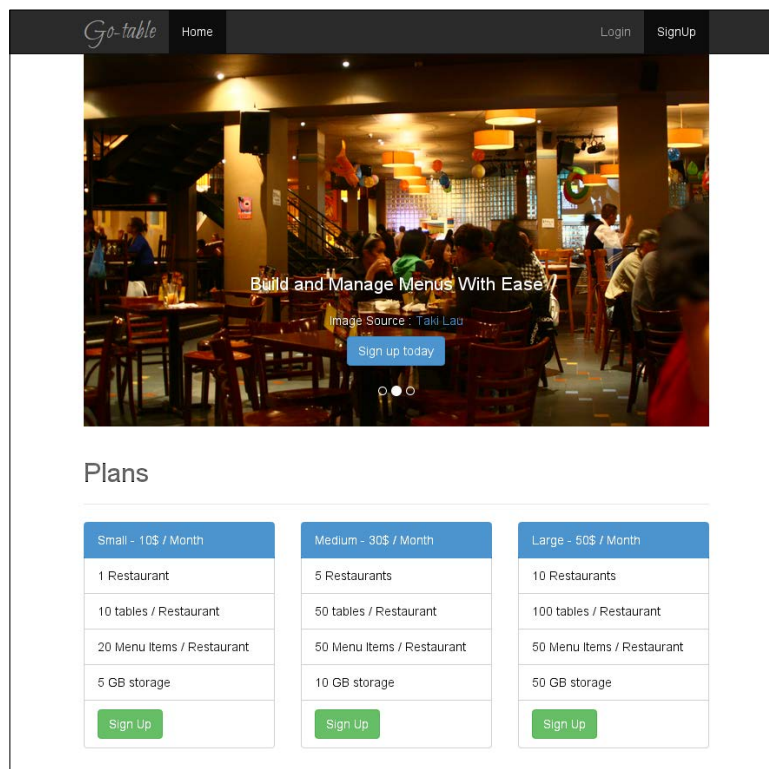 Go-table Home Login SignUp
Build and Manage Menus With Ease
Image Source : Taki Lau
Sign up today
Plans
Small - 10$ / Month
1 Restaurant
10 tables / Restaurant
20 Menu Items / Restaurant
5 GB storage
Sign Up
Medium - 30$ / Month
5 Restaurants
50 tables / Restaurant
50 Menu Items / Restaurant
10 GB storage
Sign Up
Large - 50$ / Month
10 Restaurants
100 tables / Restaurant
50 Menu Items / Restaurant
50 GB storage
Sign Up